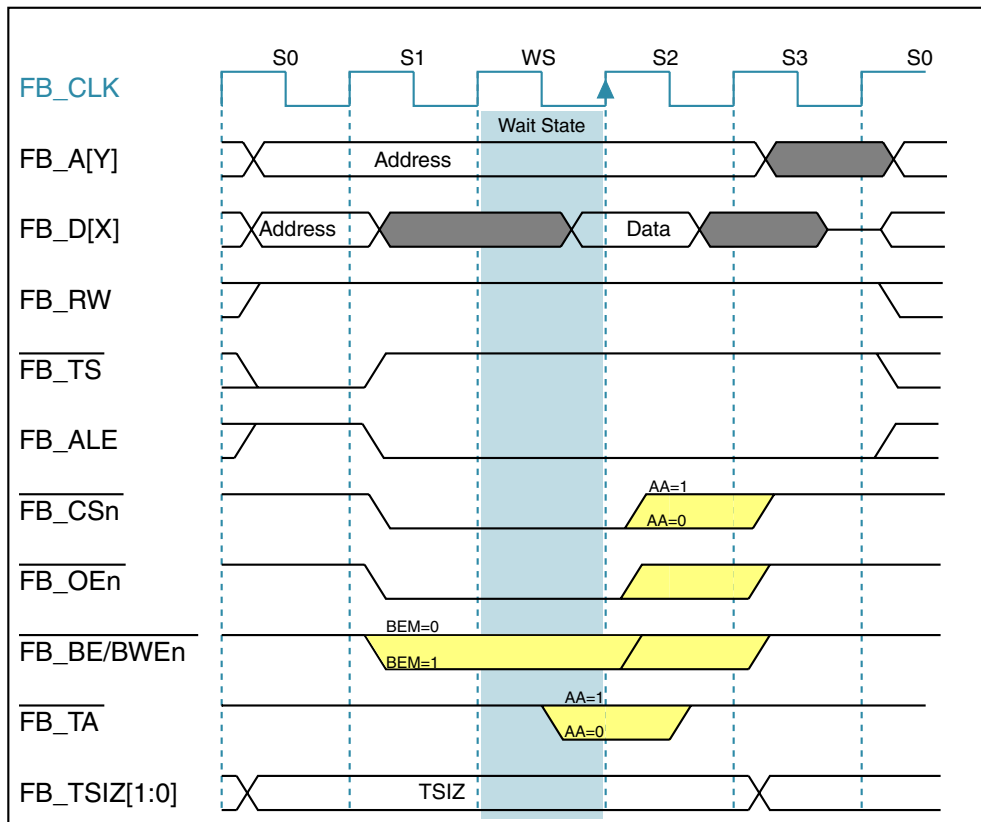 S0 S1 WS S2 S3 S0
FB_CLK
Wait State
FB_A[Y] Address
FB_D[X] Address Data
FB_RW
FB_TS
FB_ALE
AA=1
FB_CSn AA=0
FB_OEn
BEM=0
FB_BE/BWEn BEM=1
AA=1
FB_TA AA=0
FB_TSIZ[1:0] TSIZ